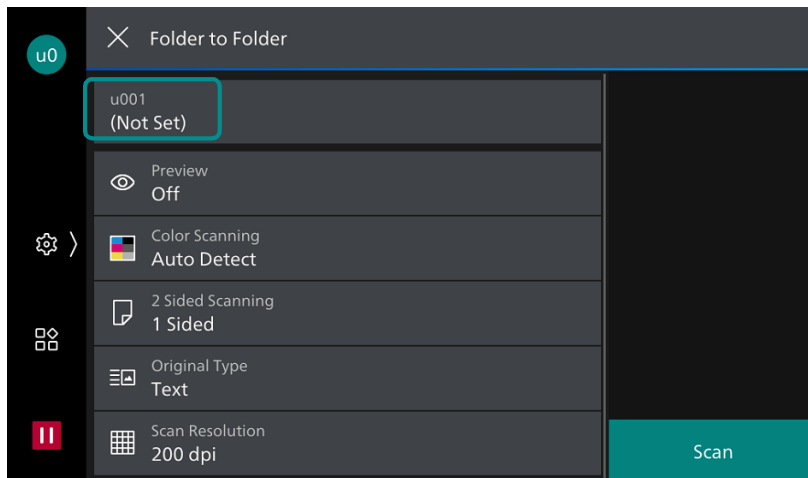 u0
Folder to Folder
u001
(Not Set)
Preview
Off
Color Scanning
Auto Detect
2 Sided Scanning
1 Sided
Original Type
Text
Scan Resolution
200 dpi
Scan